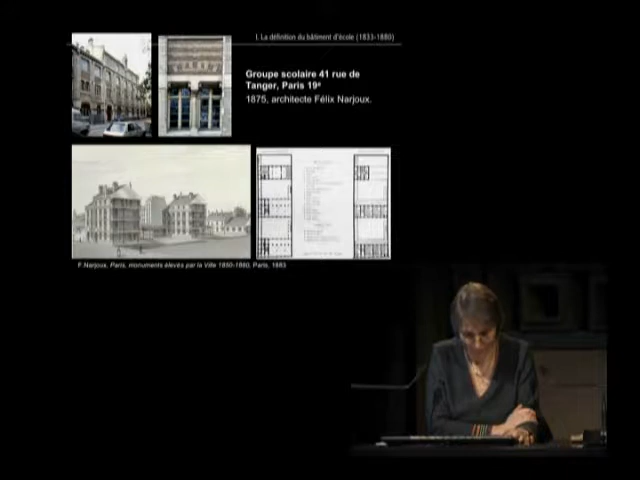 I. La définition du bâtiment d'école (1833-1880)
Groupe scolaire 41 rue de
Tanger, Paris 19e
1875, architecte Félix Narjoux.
F.Narjoux, Paris, monuments élevés par la Ville 1850-1880, Paris, 1883.